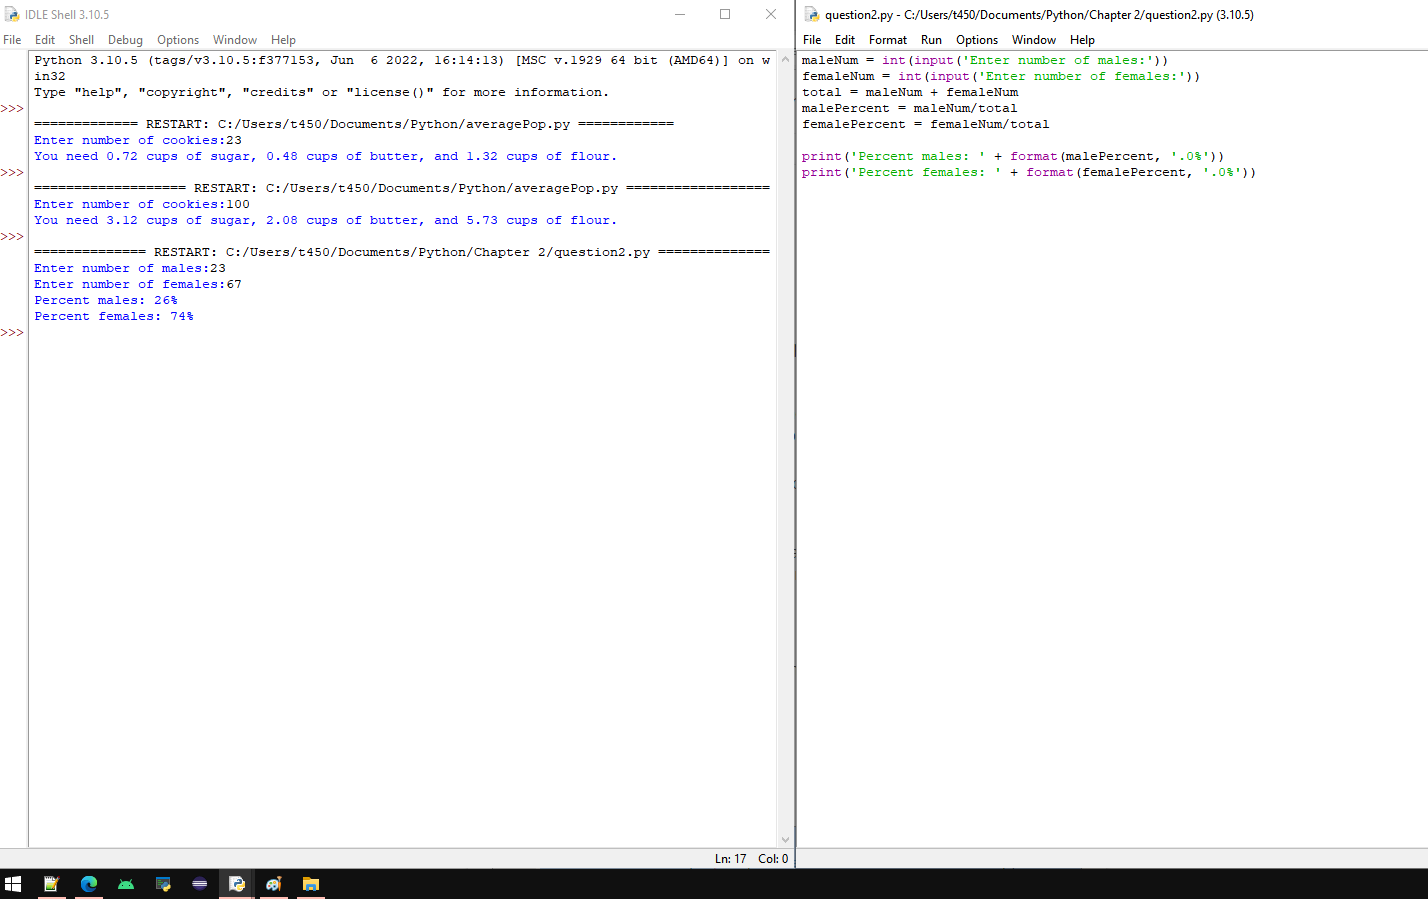 IDLE Shell 3.10.5
File Edit Shell Debug Options Window Help
Python 3.10.5 (tags/v3.10.5:f377153, Jun  6 2022, 16:14:13) [MSC v.1929 64 bit (AMD64)] on w
in32
Type "help", "copyright", "credits" or "license()" for more information.
>>>
============= RESTART: C:/Users/t450/Documents/Python/averagePop.py ============
Enter number of cookies:23
You need 0.72 cups of sugar, 0.48 cups of butter, and 1.32 cups of flour.
>>>
=================== RESTART: C:/Users/t450/Documents/Python/averagePop.py ==================
Enter number of cookies:100
You need 3.12 cups of sugar, 2.08 cups of butter, and 5.73 cups of flour.
>>>
============== RESTART: C:/Users/t450/Documents/Python/Chapter 2/question2.py ==============
Enter number of males:23
Enter number of females:67
Percent males: 26%
Percent females: 74%
>>>
Ln: 17 Col: 0
question2.py - C:/Users/t450/Documents/Python/Chapter 2/question2.py (3.10.5)
File Edit Format Run Options Window Help
maleNum = int(input('Enter number of males:'))
femaleNum = int(input('Enter number of females:'))
total = maleNum + femaleNum
malePercent = maleNum/total
femalePercent = femaleNum/total
print('Percent males: ' + format(malePercent, '.0%'))
print('Percent females: ' + format(femalePercent, '.0%'))